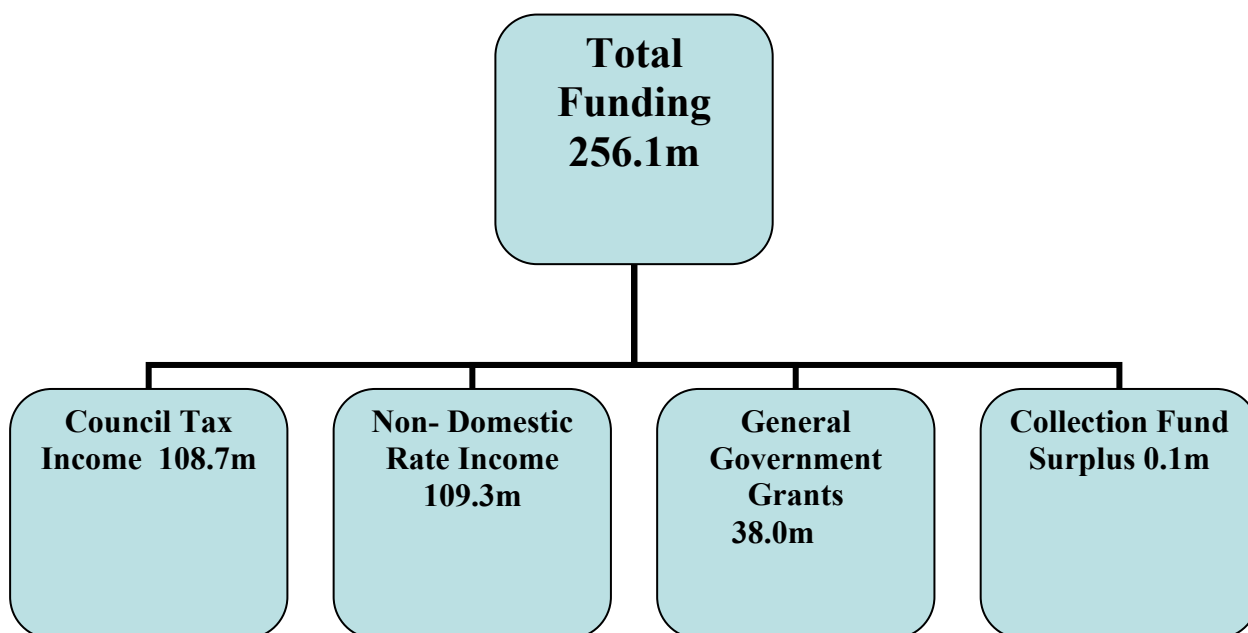 Total
Funding
256.1m
Council Tax
Income 108.7m
Non- Domestic
Rate Income
109.3m
General
Government
Grants
38.0m
Collection Fund
Surplus 0.1m